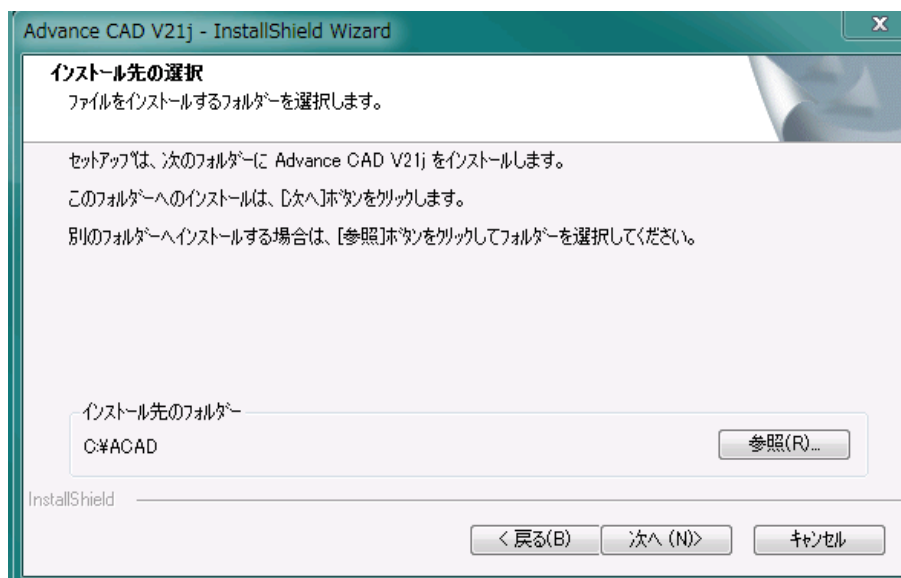 Advance CAD V21j - InstallShield Wizard
インストール先の選択
ファイルをインストールするフォルダーを選択します。
セットアップは、次のフォルダーに Advance CAD V21j をインストールします。
このフォルダーへのインストールは、[次へ]ボタンをクリックします。
別のフォルダーへインストールする場合は、[参照]ボタンをクリックしてフォルダーを選択してください。
インストール先のフォルダー
C:¥ACAD
参照(R)...
InstallShield
< 戻る(B)
次へ (N)>
キャンセル